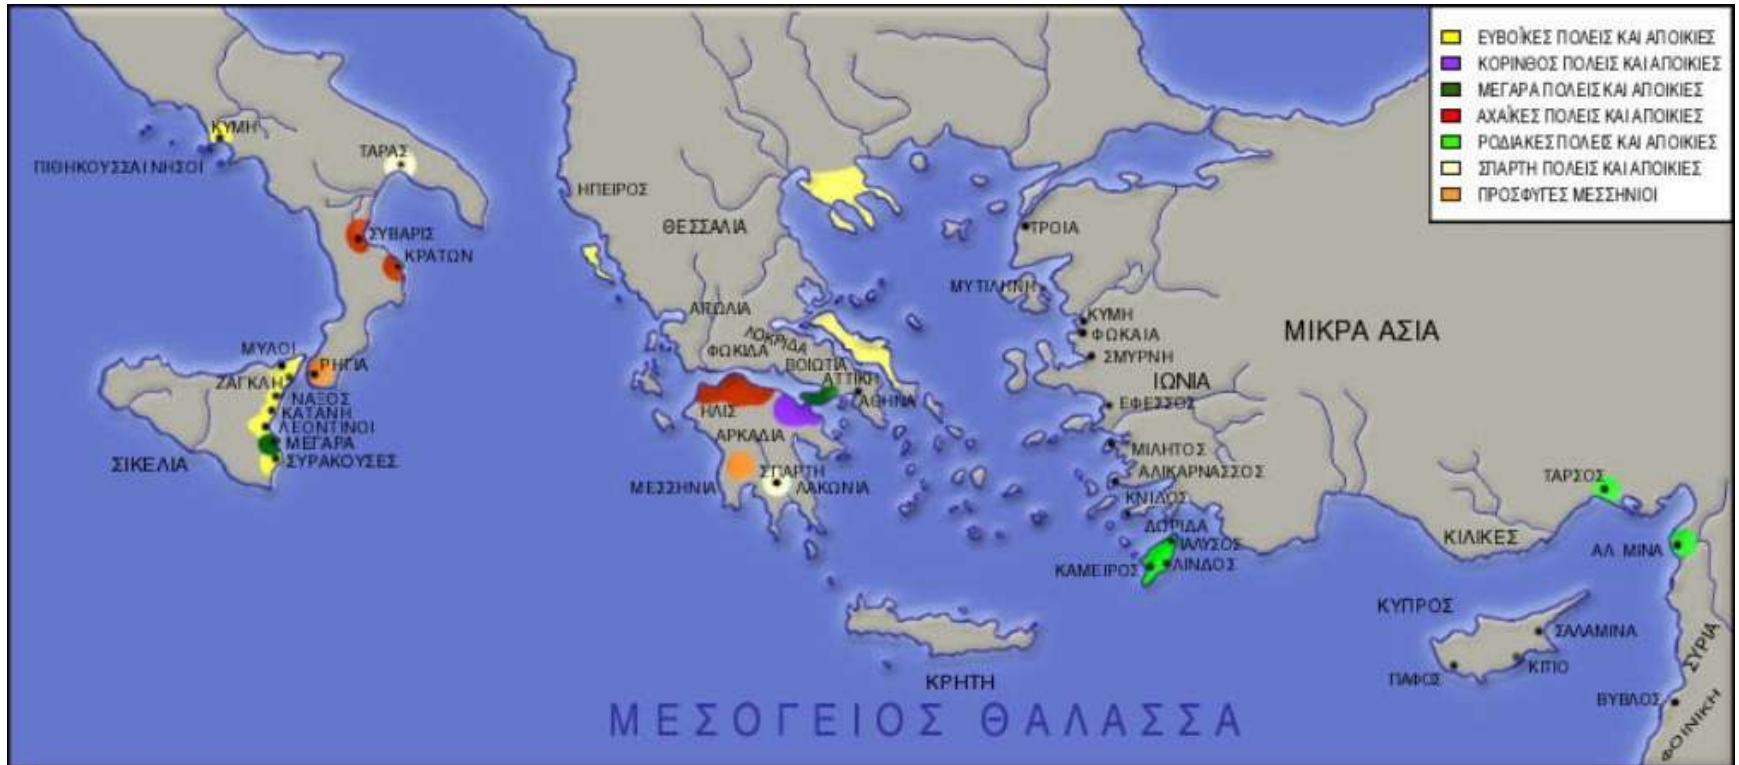 ΕΥΒΟΪΚΕΣ ΠΟΛΕΙΣ ΚΑΙ ΑΠΟΙΚΙΕΣ
ΚΟΡΙΝΘΟΣ ΠΟΛΕΙΣ ΚΑΙ ΑΠΟΙΚΙΕΣ
ΜΕΓΑΡΑ ΠΟΛΕΙΣ ΚΑΙ ΑΠΟΙΚΙΕΣ
ΑΧΑΪΚΕΣ ΠΟΛΕΙΣ ΚΑΙ ΑΠΟΙΚΙΕΣ
ΡΟΔΙΑΚΕΣ ΠΟΛΕΙΣ ΚΑΙ ΑΠΟΙΚΙΕΣ
ΣΠΑΡΤΗ ΠΟΛΕΙΣ ΚΑΙ ΑΠΟΙΚΙΕΣ
ΠΡΟΣΦΥΓΕΣ ΜΕΣΣΗΝΙΟΙ
ΚΥΜΗ
ΠΙΘΗΚΟΥΣΣΑΙ ΝΗΣΟΙ
ΤΑΡΑΣ
ΣΥΒΑΡΙΣ
ΚΡΑΤΩΝ
ΜΥΛΟΙ
ΡΗΓΙΑ
ΖΑΓΚΛΗ
ΝΑΞΟΣ
ΚΑΤΑΝΗ
ΛΕΟΝΤΙΝΟΙ
ΜΕΓΑΡΑ
ΣΥΡΑΚΟΥΣΕΣ
ΣΙΚΕΛΙΑ
ΗΠΕΙΡΟΣ
ΘΕΣΣΑΛΙΑ
ΑΙΤΩΛΙΑ
ΛΟΚΡΙΔΑ
ΦΩΚΙΔΑ
ΒΟΙΩΤΙΑ
ΑΤΤΙΚΗ
ΑΘΗΝΑ
ΗΛΙΣ
ΑΡΚΑΔΙΑ
ΣΠΑΡΤΗ
ΜΕΣΣΗΝΙΑ
ΛΑΚΩΝΙΑ
ΤΡΟΙΑ
ΜΥΤΙΛΗΝΗ
ΚΥΜΗ
ΦΩΚΑΙΑ
ΣΜΥΡΝΗ
ΜΙΚΡΑ ΑΣΙΑ
ΙΩΝΙΑ
ΕΦΕΣΣΟΣ
ΜΙΛΗΤΟΣ
ΑΛΙΚΑΡΝΑΣΣΟΣ
ΚΝΙΔΟΣ
ΔΩΡΙΔΑ
ΙΑΛΥΣΟΣ
ΚΑΜΕΙΡΟΣ
ΛΙΝΔΟΣ
ΤΑΡΣΟΣ
ΚΙΛΙΚΕΣ
ΑΛ ΜΙΝΑ
ΚΥΠΡΟΣ
ΣΑΛΑΜΙΝΑ
ΚΙΤΙΟ
ΠΑΦΟΣ
ΣΥΡΙΑ
ΒΥΒΛΟΣ
ΦΟΙΝΙΚΗ
ΚΡΗΤΗ
ΜΕΣΟΓΕΙΟΣ ΘΑΛΑΣΣΑ